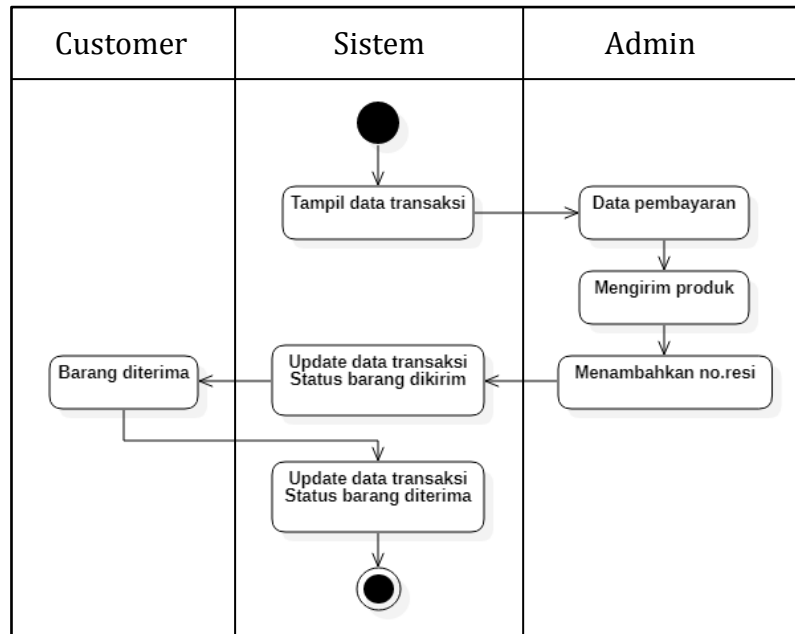 Customer
Sistem
Admin
Tampil data transaksi
Data pembayaran
Mengirim produk
Menambahkan no.resi
Update data transaksi
Status barang dikirim
Barang diterima
Update data transaksi
Status barang diterima